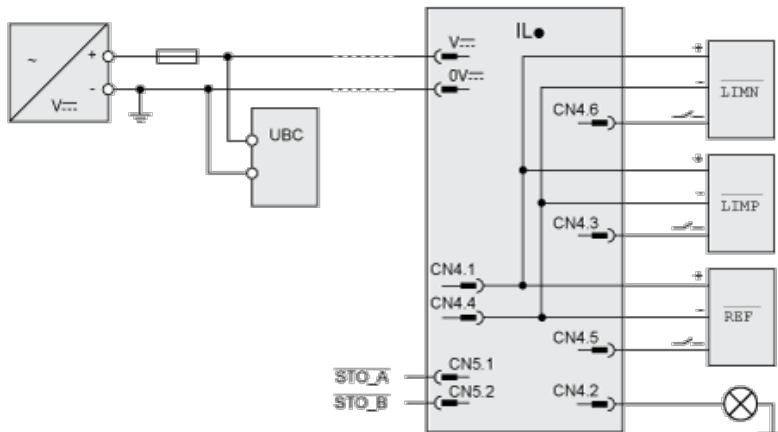 IL●
V⎓
+
~
-
V⎓
0V⎓
UBC
+
-
LIMN
CN4.6
+
-
LIMP
CN4.3
CN4.1
CN4.4
+
-
REF
CN4.5
STO_A
CN5.1
STO_B
CN5.2
CN4.2